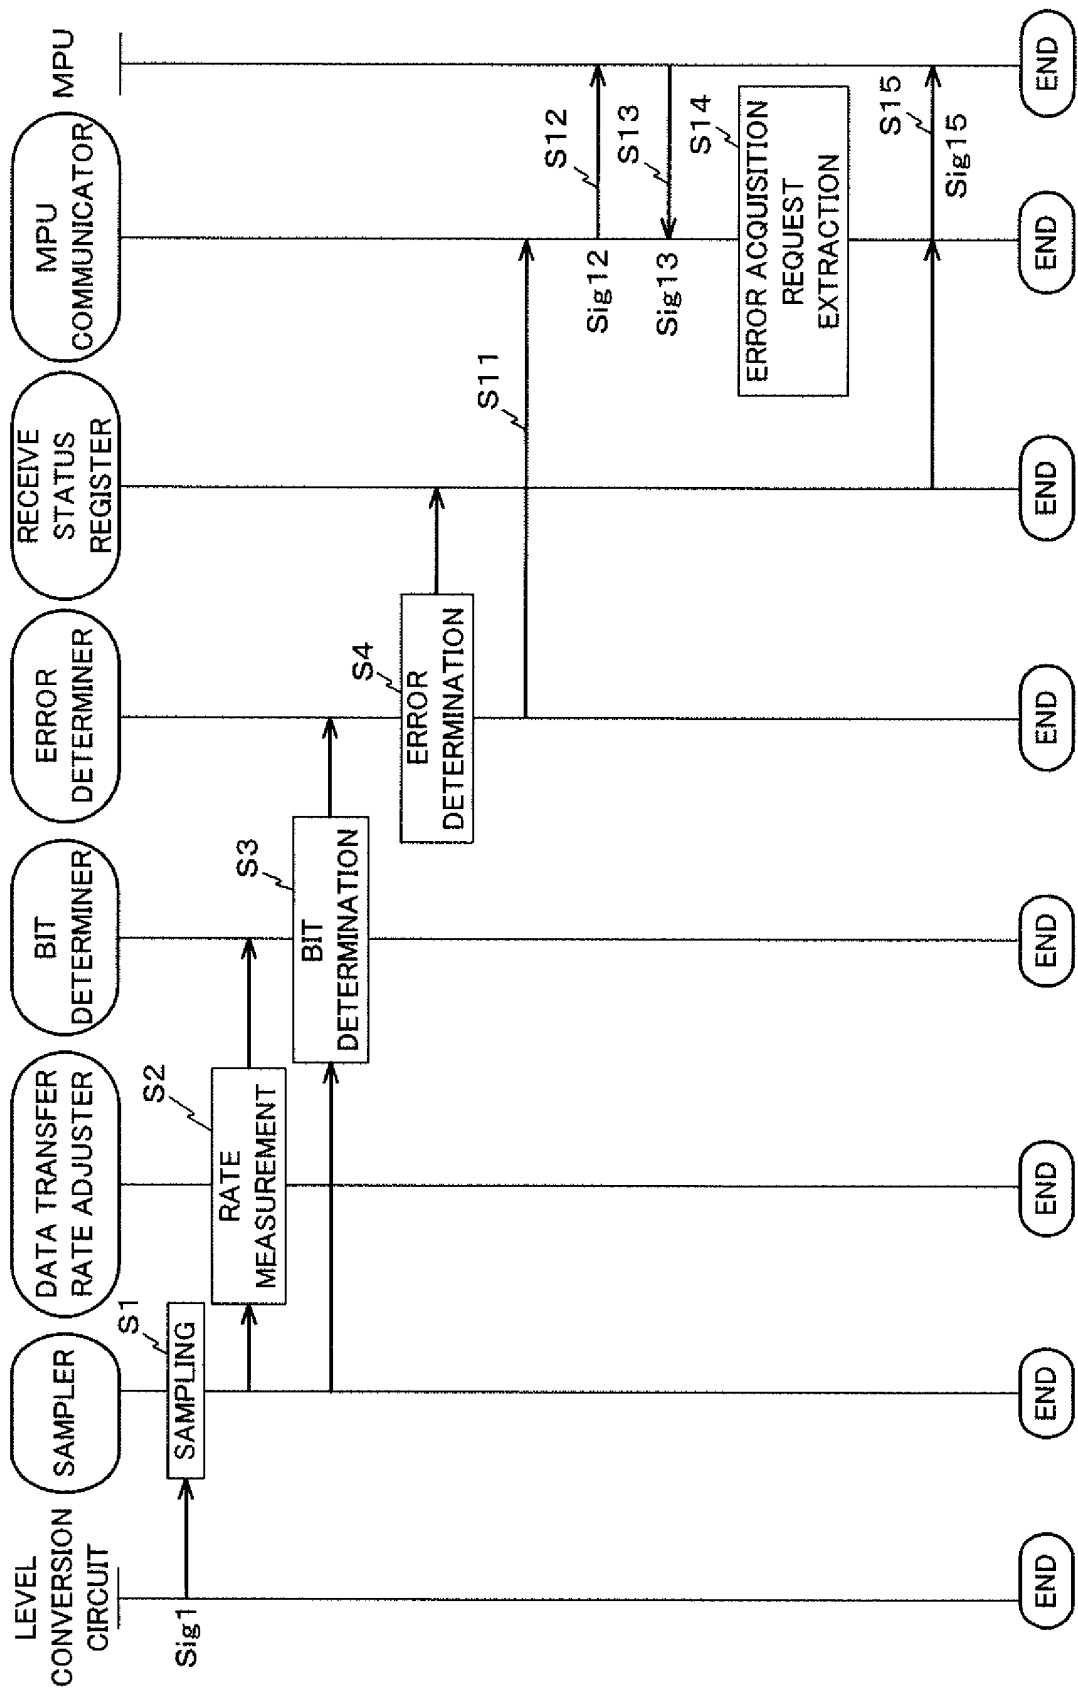 LEVEL
CONVERSION
CIRCUIT
SAMPLER
DATA TRANSFER
RATE ADJUSTER
BIT
DETERMINER
ERROR
DETERMINER
RECEIVE
STATUS
REGISTER
MPU
COMMUNICATOR
MPU
Sig1
S1
SAMPLING
S2
RATE
MEASUREMENT
S3
BIT
DETERMINATION
S4
ERROR
DETERMINATION
S11
S12
Sig12
S13
Sig13
S14
ERROR ACQUISITION
REQUEST
EXTRACTION
S15
Sig15
END
END
END
END
END
END
END
END